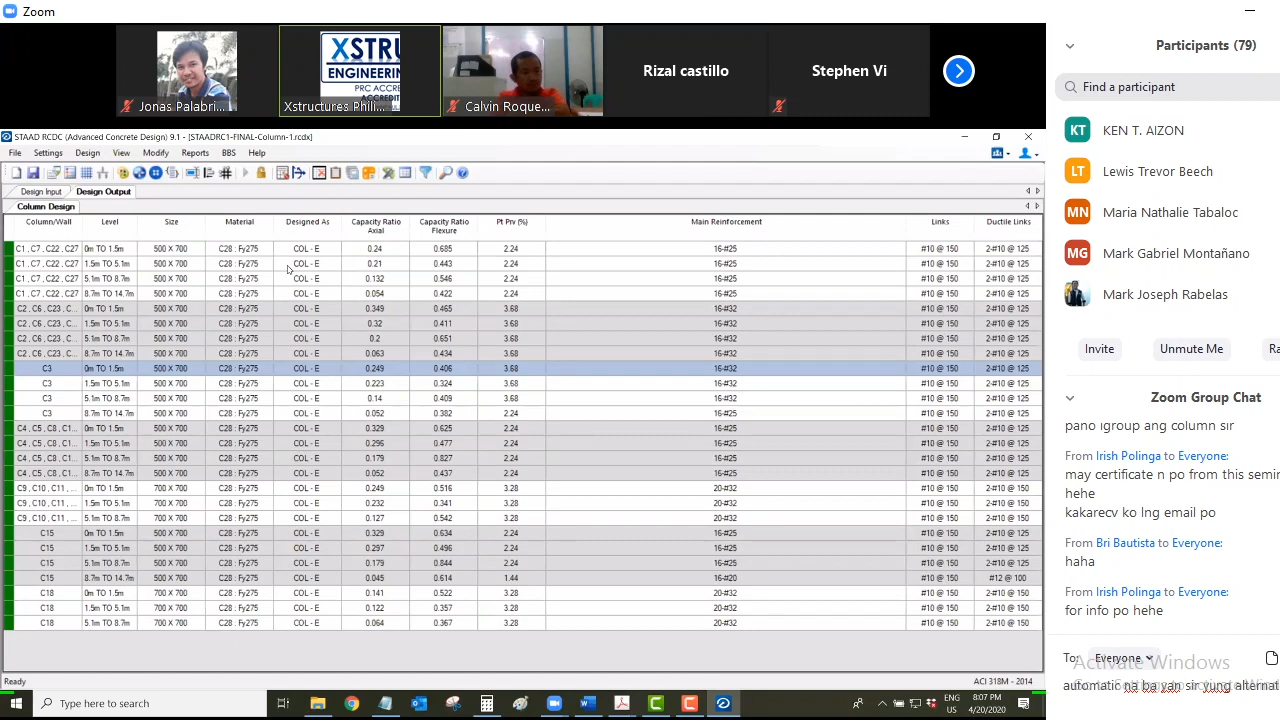 Zoom
Jonas Palabri...
XSTRU
ENGINEERING
PRC ACCRE
ACCREDIT
Xstructures Phili...
Calvin Roque...
Rizal castillo
Stephen Vi
STAAD RCDC (Advanced Concrete Design) 9.1 - [STAADRC1-FINAL-Column-1.rcdx]
File Settings Design View Modify Reports BBS Help
Design Input Design Output
Column Design
Column/Wall Level Size Material Designed As Capacity Ratio Axial Capacity Ratio Flexure Pt Prv (%) Main Reinforcement Links Ductile Links
C1 , C7, C22 , C27 0m TO 1.5m 500 X 700 C28 : Fy275 COL - E 0.24 0.685 2.24 16-#25 #10 @ 150 2-#10 @ 125
C1 , C7, C22 , C27 1.5m TO 5.1m 500 X 700 C28 : Fy275 COL - E 0.21 0.443 2.24 16-#25 #10 @ 150 2-#10 @ 125
C1 , C7, C22 , C27 5.1m TO 8.7m 500 X 700 C28 : Fy275 COL - E 0.132 0.546 2.24 16-#25 #10 @ 150 2-#10 @ 125
C1 , C7, C22 , C27 8.7m TO 14.7m 500 X 700 C28 : Fy275 COL - E 0.054 0.422 2.24 16-#25 #10 @ 150 2-#10 @ 125
C2 , C6, C23 , C... 0m TO 1.5m 500 X 700 C28 : Fy275 COL - E 0.349 0.465 3.68 16-#32 #10 @ 150 2-#10 @ 125
C2 , C6, C23 , C... 1.5m TO 5.1m 500 X 700 C28 : Fy275 COL - E 0.32 0.411 3.68 16-#32 #10 @ 150 2-#10 @ 125
C2 , C6, C23 , C... 5.1m TO 8.7m 500 X 700 C28 : Fy275 COL - E 0.2 0.651 3.68 16-#32 #10 @ 150 2-#10 @ 125
C2 , C6, C23 , C... 8.7m TO 14.7m 500 X 700 C28 : Fy275 COL - E 0.063 0.434 3.68 16-#32 #10 @ 150 2-#10 @ 125
C3 0m TO 1.5m 500 X 700 C28 : Fy275 COL - E 0.249 0.406 3.68 16-#32 #10 @ 150 2-#10 @ 125
C3 1.5m TO 5.1m 500 X 700 C28 : Fy275 COL - E 0.223 0.324 3.68 16-#32 #10 @ 150 2-#10 @ 125
C3 5.1m TO 8.7m 500 X 700 C28 : Fy275 COL - E 0.14 0.409 3.68 16-#32 #10 @ 150 2-#10 @ 125
C3 8.7m TO 14.7m 500 X 700 C28 : Fy275 COL - E 0.052 0.382 2.24 16-#25 #10 @ 150 2-#10 @ 125
C4 , C5 , C8 , C1... 0m TO 1.5m 500 X 700 C28 : Fy275 COL - E 0.329 0.625 2.24 16-#25 #10 @ 150 2-#10 @ 125
C4 , C5 , C8 , C1... 1.5m TO 5.1m 500 X 700 C28 : Fy275 COL - E 0.296 0.477 2.24 16-#25 #10 @ 150 2-#10 @ 125
C4 , C5 , C8 , C1... 5.1m TO 8.7m 500 X 700 C28 : Fy275 COL - E 0.179 0.827 2.24 16-#25 #10 @ 150 2-#10 @ 125
C4 , C5 , C8 , C1... 8.7m TO 14.7m 500 X 700 C28 : Fy275 COL - E 0.052 0.437 2.24 16-#25 #10 @ 150 2-#10 @ 125
C9 , C10 , C11 , ... 0m TO 1.5m 700 X 700 C28 : Fy275 COL - E 0.249 0.516 3.28 20-#32 #10 @ 150 2-#10 @ 150
C9 , C10 , C11 , ... 1.5m TO 5.1m 700 X 700 C28 : Fy275 COL - E 0.232 0.341 3.28 20-#32 #10 @ 150 2-#10 @ 150
C9 , C10 , C11 , ... 5.1m TO 8.7m 700 X 700 C28 : Fy275 COL - E 0.127 0.542 3.28 20-#32 #10 @ 150 2-#10 @ 150
C15 0m TO 1.5m 500 X 700 C28 : Fy275 COL - E 0.329 0.634 2.24 16-#25 #10 @ 150 2-#10 @ 125
C15 1.5m TO 5.1m 500 X 700 C28 : Fy275 COL - E 0.297 0.496 2.24 16-#25 #10 @ 150 2-#10 @ 125
C15 5.1m TO 8.7m 500 X 700 C28 : Fy275 COL - E 0.179 0.844 2.24 16-#25 #10 @ 150 2-#10 @ 125
C15 8.7m TO 14.7m 500 X 700 C28 : Fy275 COL - E 0.045 0.614 1.44 16-#20 #10 @ 150 #12 @ 100
C18 0m TO 1.5m 700 X 700 C28 : Fy275 COL - E 0.141 0.522 3.28 20-#32 #10 @ 150 2-#10 @ 150
C18 1.5m TO 5.1m 700 X 700 C28 : Fy275 COL - E 0.122 0.357 3.28 20-#32 #10 @ 150 2-#10 @ 150
C18 5.1m TO 8.7m 700 X 700 C28 : Fy275 COL - E 0.064 0.367 3.28 20-#32 #10 @ 150 2-#10 @ 150
Ready ACI 318M - 2014
Type here to search
ENG US 8:07 PM 4/20/2020
Participants (79)
Find a participant
KT KEN T. AIZON
LT Lewis Trevor Beech
MN Maria Nathalie Tabaloc
MG Mark Gabriel Montañano
Mark Joseph Rabelas
Invite Unmute Me Ra
Zoom Group Chat
pano igroup ang column sir
From Irish Polinga to Everyone:
may certificate n po from this semin
hehe
kakarecv ko lng email po
From Bri Bautista to Everyone:
haha
From Irish Polinga to Everyone:
for info po hehe
To: Everyone
Activate Windows
Go to Settings to activate Win
automatic na ba yan sir yung alternat